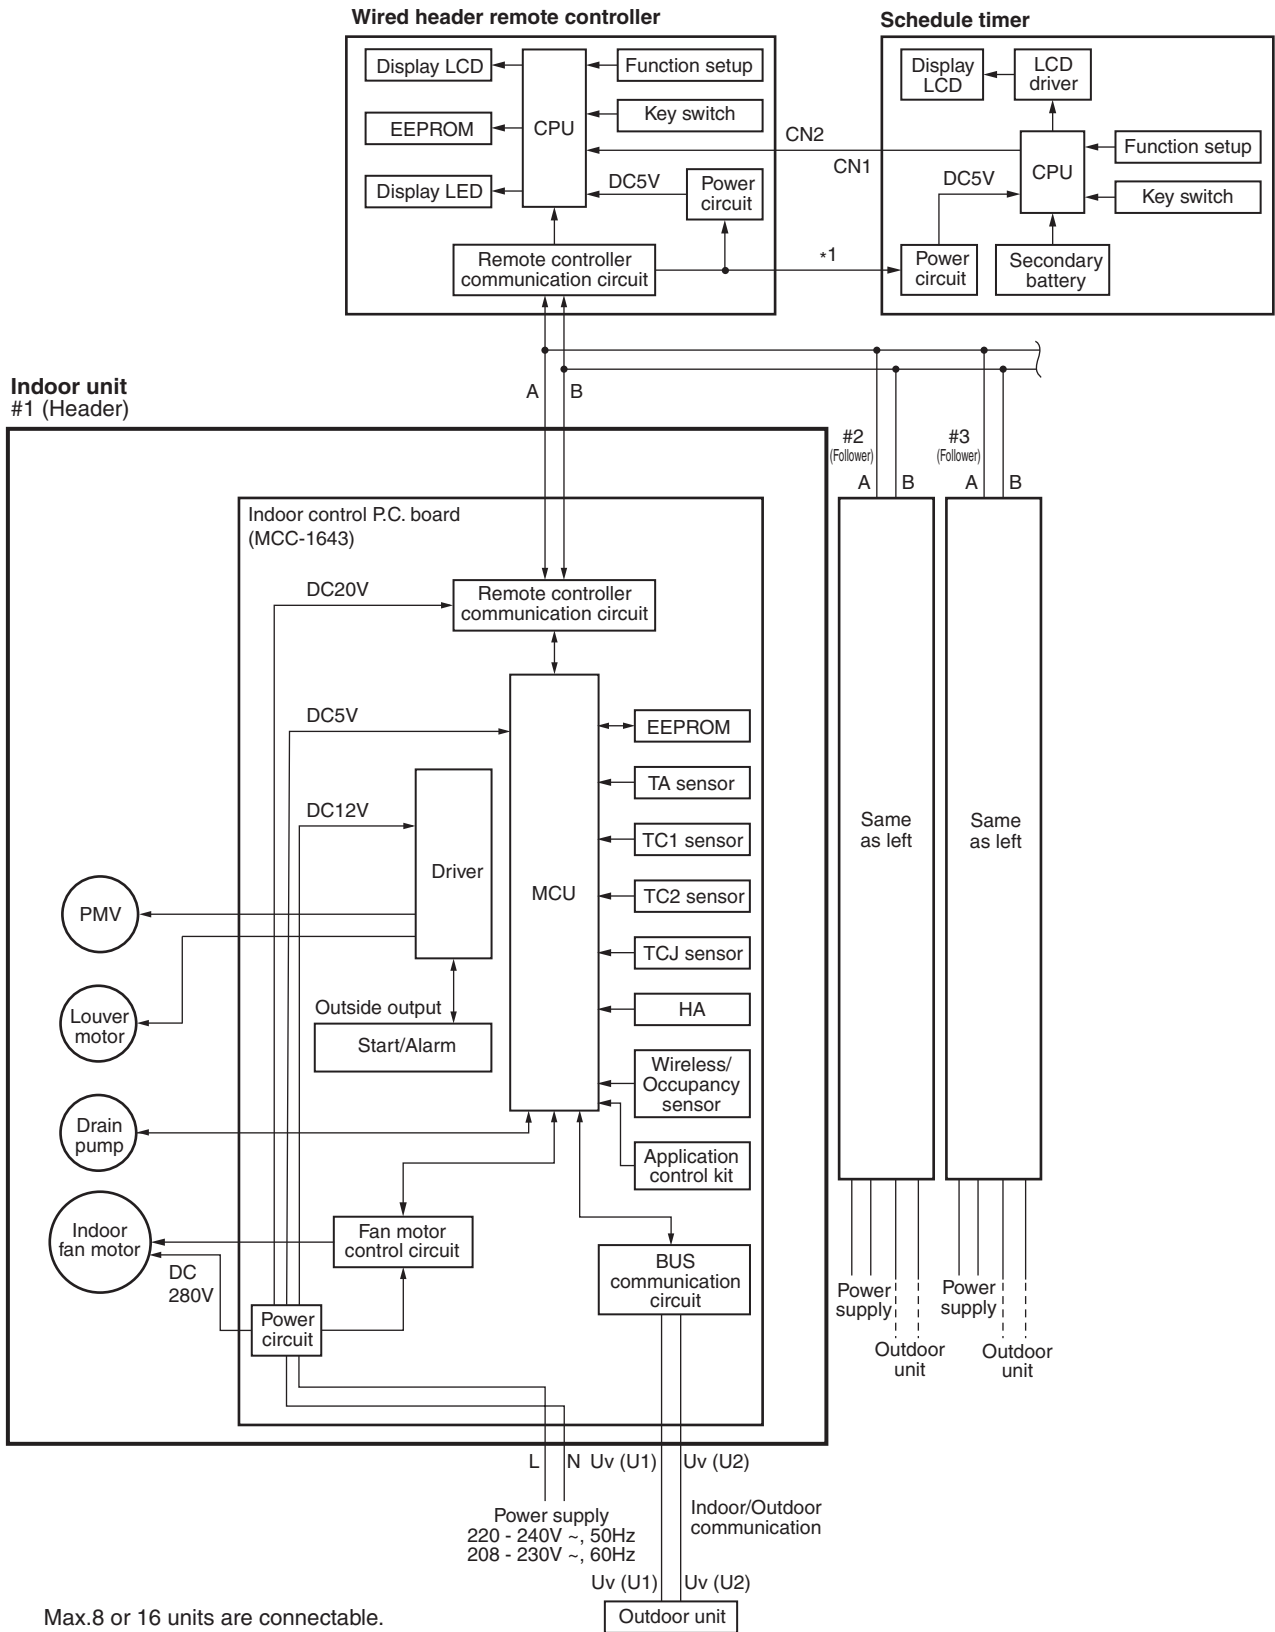 Wired header remote controller
Schedule timer
Display LCD
CPU
Function setup
EEPROM
Key switch
Display LED
DC5V
Power
circuit
Remote controller
communication circuit
CN2
CN1
*1
Display
LCD
LCD
driver
CPU
Function setup
Key switch
DC5V
Power
circuit
Secondary
battery
A
B
Indoor unit
#1 (Header)
#2
(Follower)
A
B
#3
(Follower)
A
B
Indoor control P.C. board
(MCC-1643)
DC20V
Remote controller
communication circuit
DC5V
DC12V
Driver
MCU
EEPROM
TA sensor
TC1 sensor
TC2 sensor
TCJ sensor
HA
Wireless/
Occupancy
sensor
Application
control kit
PMV
Louver
motor
Outside output
Start/Alarm
Drain
pump
Indoor
fan motor
DC
280V
Fan motor
control circuit
Power
circuit
BUS
communication
circuit
Same
as left
Same
as left
Power
supply
Outdoor
unit
Power
supply
Outdoor
unit
L
N
Uv (U1)
Uv (U2)
Power supply
220 - 240V ~, 50Hz
208 - 230V ~, 60Hz
Indoor/Outdoor
communication
Uv (U1)
Uv (U2)
Outdoor unit
Max.8 or 16 units are connectable.